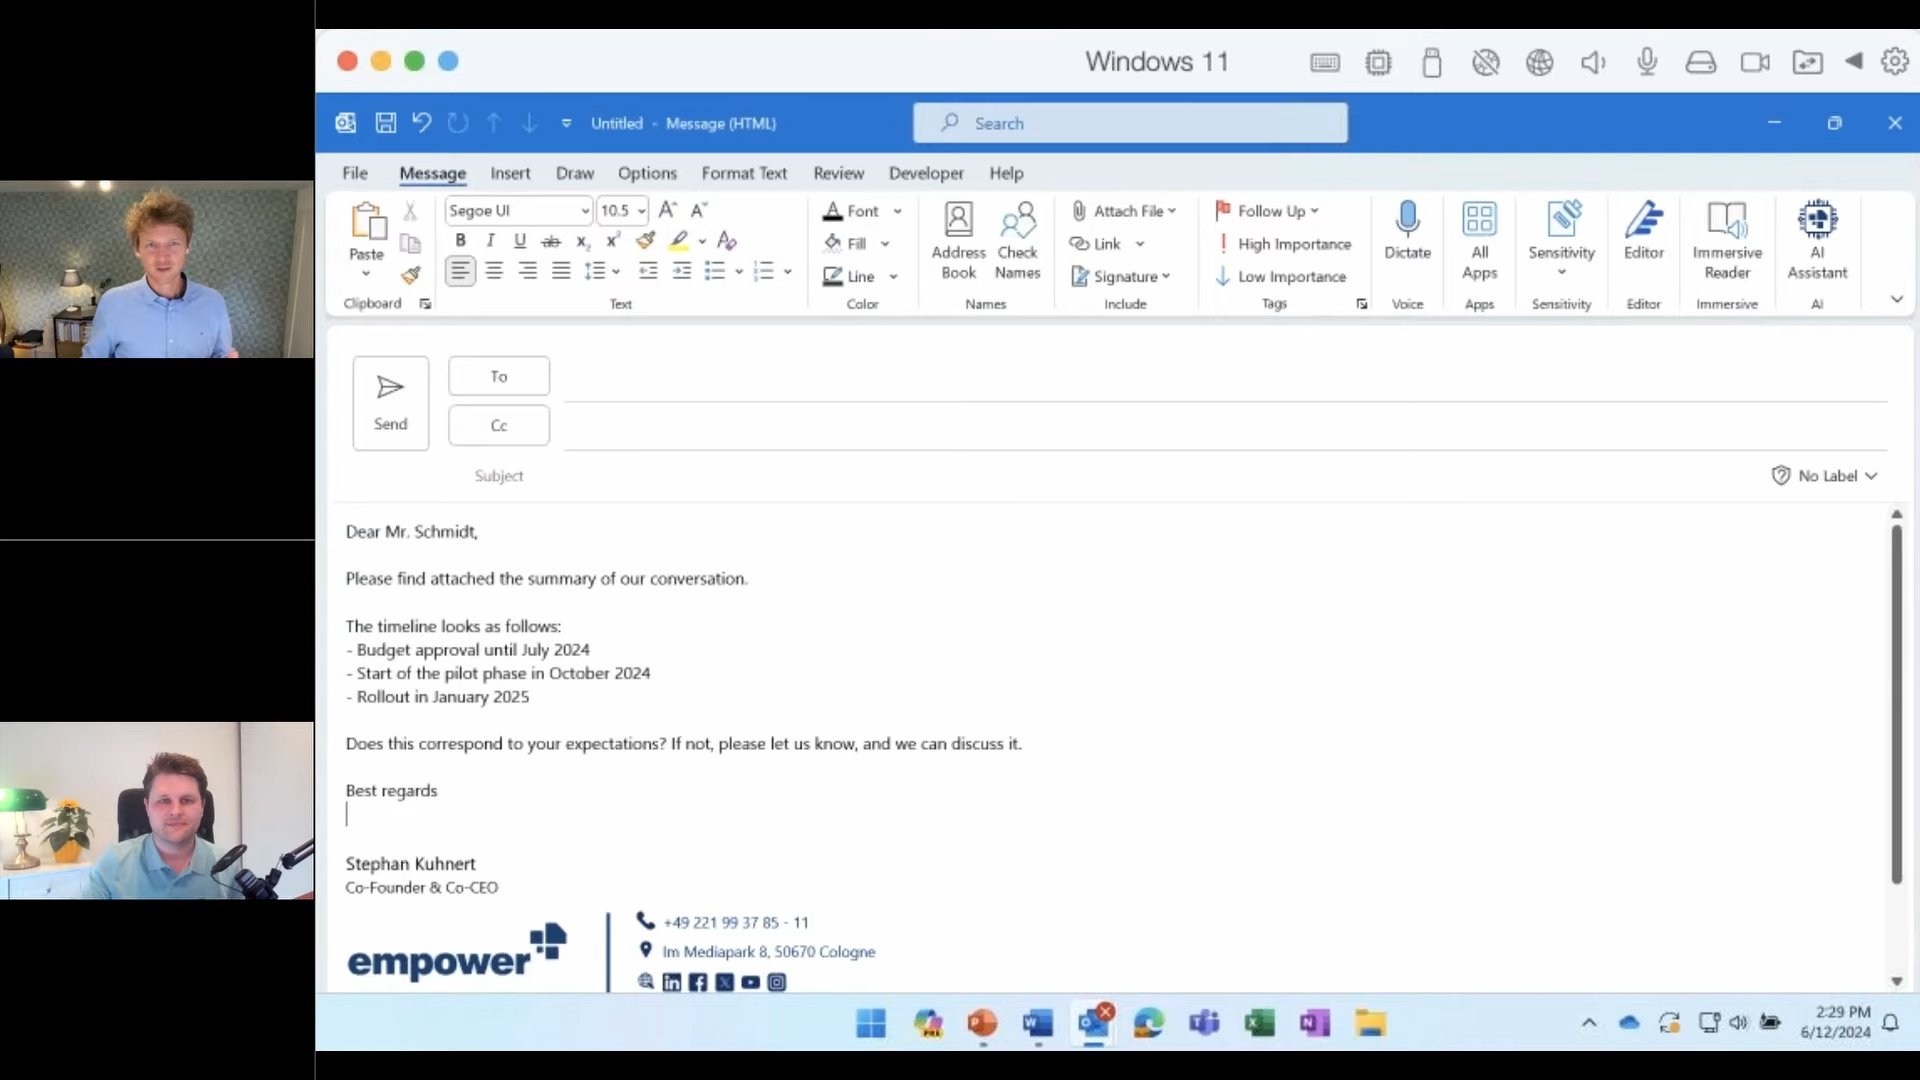 Windows 11
Untitled - Message (HTML)
Search
File Message Insert Draw Options Format Text Review Developer Help
Paste
Clipboard
Segoe UI 10.5
B I U ab x₂ x²
Text
Font
Fill
Line
Color
Address Book
Check Names
Names
Attach File
Link
Signature
Include
Follow Up
High Importance
Low Importance
Tags
Dictate
Voice
All Apps
Apps
Sensitivity
Sensitivity
Editor
Editor
Immersive Reader
Immersive
AI Assistant
AI
Send
To
Cc
Subject
No Label
Dear Mr. Schmidt,
Please find attached the summary of our conversation.
The timeline looks as follows:
- Budget approval until July 2024
- Start of the pilot phase in October 2024
- Rollout in January 2025
Does this correspond to your expectations? If not, please let us know, and we can discuss it.
Best regards
Stephan Kuhnert
Co-Founder & Co-CEO
empower
+49 221 99 37 85 - 11
Im Mediapark 8, 50670 Cologne
2:29 PM
6/12/2024